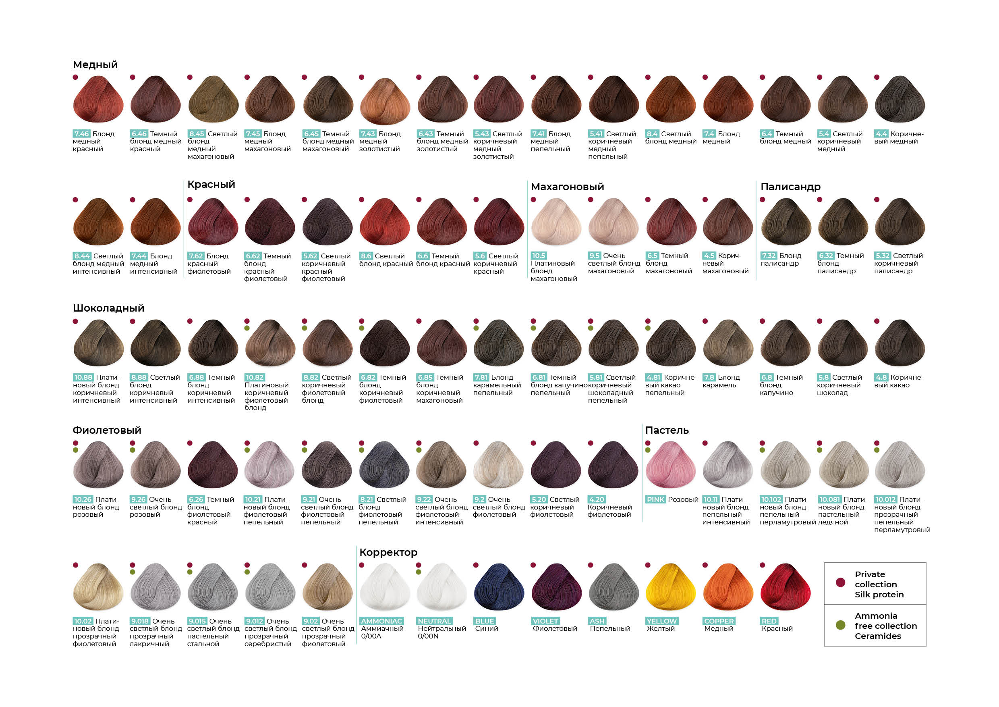 Медный
7.46 Блонд
медный
красный
6.46 Темный
блонд медный
красный
8.45 Светлый
блонд
медный
махагоновый
7.45 Блонд
медный
махагоновый
6.45 Темный
блонд медный
махагоновый
7.43 Блонд
медный
золотистый
6.43 Темный
блонд медный
золотистый
5.43 Светлый
коричневый
медный
золотистый
7.41 Блонд
медный
пепельный
5.41 Светлый
коричневый
медный
пепельный
8.4 Светлый
блонд медный
7.4 Блонд
медный
6.4 Темный
блонд медный
5.4 Светлый
коричневый
медный
4.4 Коричне-
вый медный
8.44 Светлый
блонд медный
интенсивный
7.44 Блонд
медный
интенсивный
Красный
7.62 Блонд
красный
фиолетовый
6.62 Темный
блонд
красный
фиолетовый
5.62 Светлый
коричневый
красный
фиолетовый
8.6 Светлый
блонд красный
6.6 Темный
блонд красный
5.6 Светлый
коричневый
красный
Махагоновый
10.5
Платиновый
блонд
махагоновый
9.5 Очень
светлый блонд
махагоновый
6.5 Темный
блонд
махагоновый
4.5 Корич-
невый
махагоновый
Палисандр
7.32 Блонд
палисандр
6.32 Темный
блонд
палисандр
5.32 Светлый
коричневый
палисандр
Шоколадный
10.88 Плати-
новый блонд
коричневый
интенсивный
8.88 Светлый
блонд
коричневый
интенсивный
6.88 Темный
блонд
коричневый
интенсивный
10.82
Платиновый
коричневый
фиолетовый
блонд
8.82 Светлый
коричневый
фиолетовый
блонд
6.82 Темный
блонд
коричневый
фиолетовый
6.85 Темный
блонд
коричневый
махагоновый
7.81 Блонд
карамельный
пепельный
6.81 Темный
блонд капучино
пепельный
5.81 Светлый
коричневый
шоколадный
пепельный
4.81 Коричне-
вый какао
пепельный
7.8 Блонд
карамель
6.8 Темный
блонд
капучино
5.8 Светлый
коричневый
шоколад
4.8 Коричне-
вый какао
Фиолетовый
10.26 Плати-
новый блонд
розовый
9.26 Очень
светлый блонд
розовый
6.26 Темный
блонд
фиолетовый
красный
10.21 Плати-
новый блонд
фиолетовый
пепельный
9.21 Очень
светлый блонд
фиолетовый
пепельный
8.21 Светлый
блонд
фиолетовый
пепельный
9.22 Очень
светлый блонд
фиолетовый
интенсивный
9.2 Очень
светлый блонд
фиолетовый
5.20 Светлый
коричневый
фиолетовый
4.20
Коричневый
фиолетовый
Пастель
PINK Розовый
10.11 Плати-
новый блонд
пепельный
интенсивный
10.102 Плати-
новый блонд
пепельный
перламутровый
10.081 Плати-
новый блонд
пастельный
ледяной
10.012 Плати-
новый блонд
прозрачный
пепельный
перламутровый
10.02 Плати-
новый блонд
прозрачный
фиолетовый
9.018 Очень
светлый блонд
прозрачный
лакричный
9.015 Очень
светлый блонд
пастельный
стальной
9.012 Очень
светлый блонд
прозрачный
серебристый
9.02 Очень
светлый блонд
прозрачный
фиолетовый
Корректор
AMMONIAC
Аммиачный
0/00A
NEUTRAL
Нейтральный
0/00N
BLUE
Синий
VIOLET
Фиолетовый
ASH
Пепельный
YELLOW
Желтый
COPPER
Медный
RED
Красный
Private
collection
Silk protein
Ammonia
free collection
Ceramides